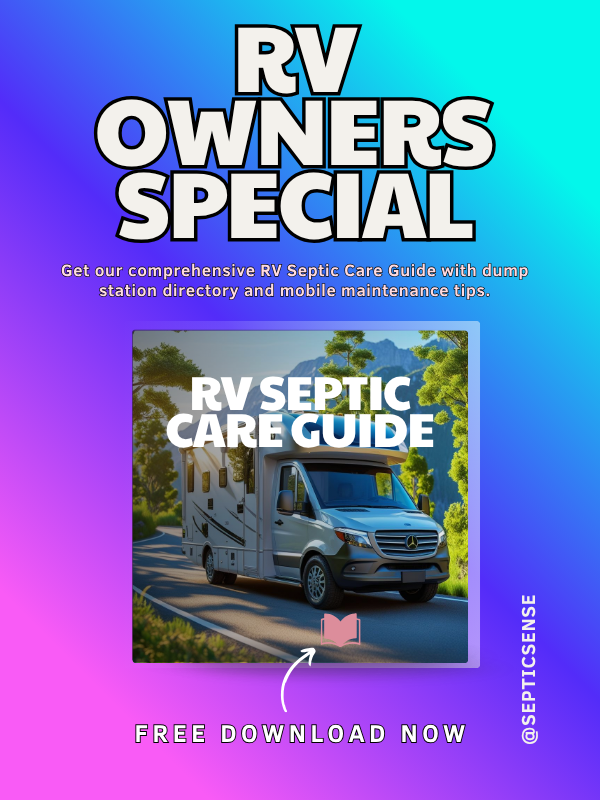 RV
OWNERS
SPECIAL
Get our comprehensive RV Septic Care Guide with dump
station directory and mobile maintenance tips.
RV SEPTIC
CARE GUIDE
FREE DOWNLOAD NOW
@SEPTICSENSE